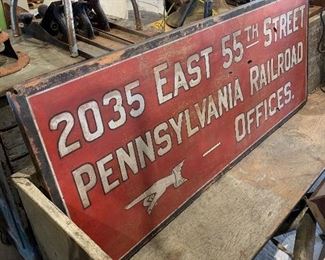 2035 EAST 55TH STREET
PENNSYLVANIA RAILROAD
OFFICES.